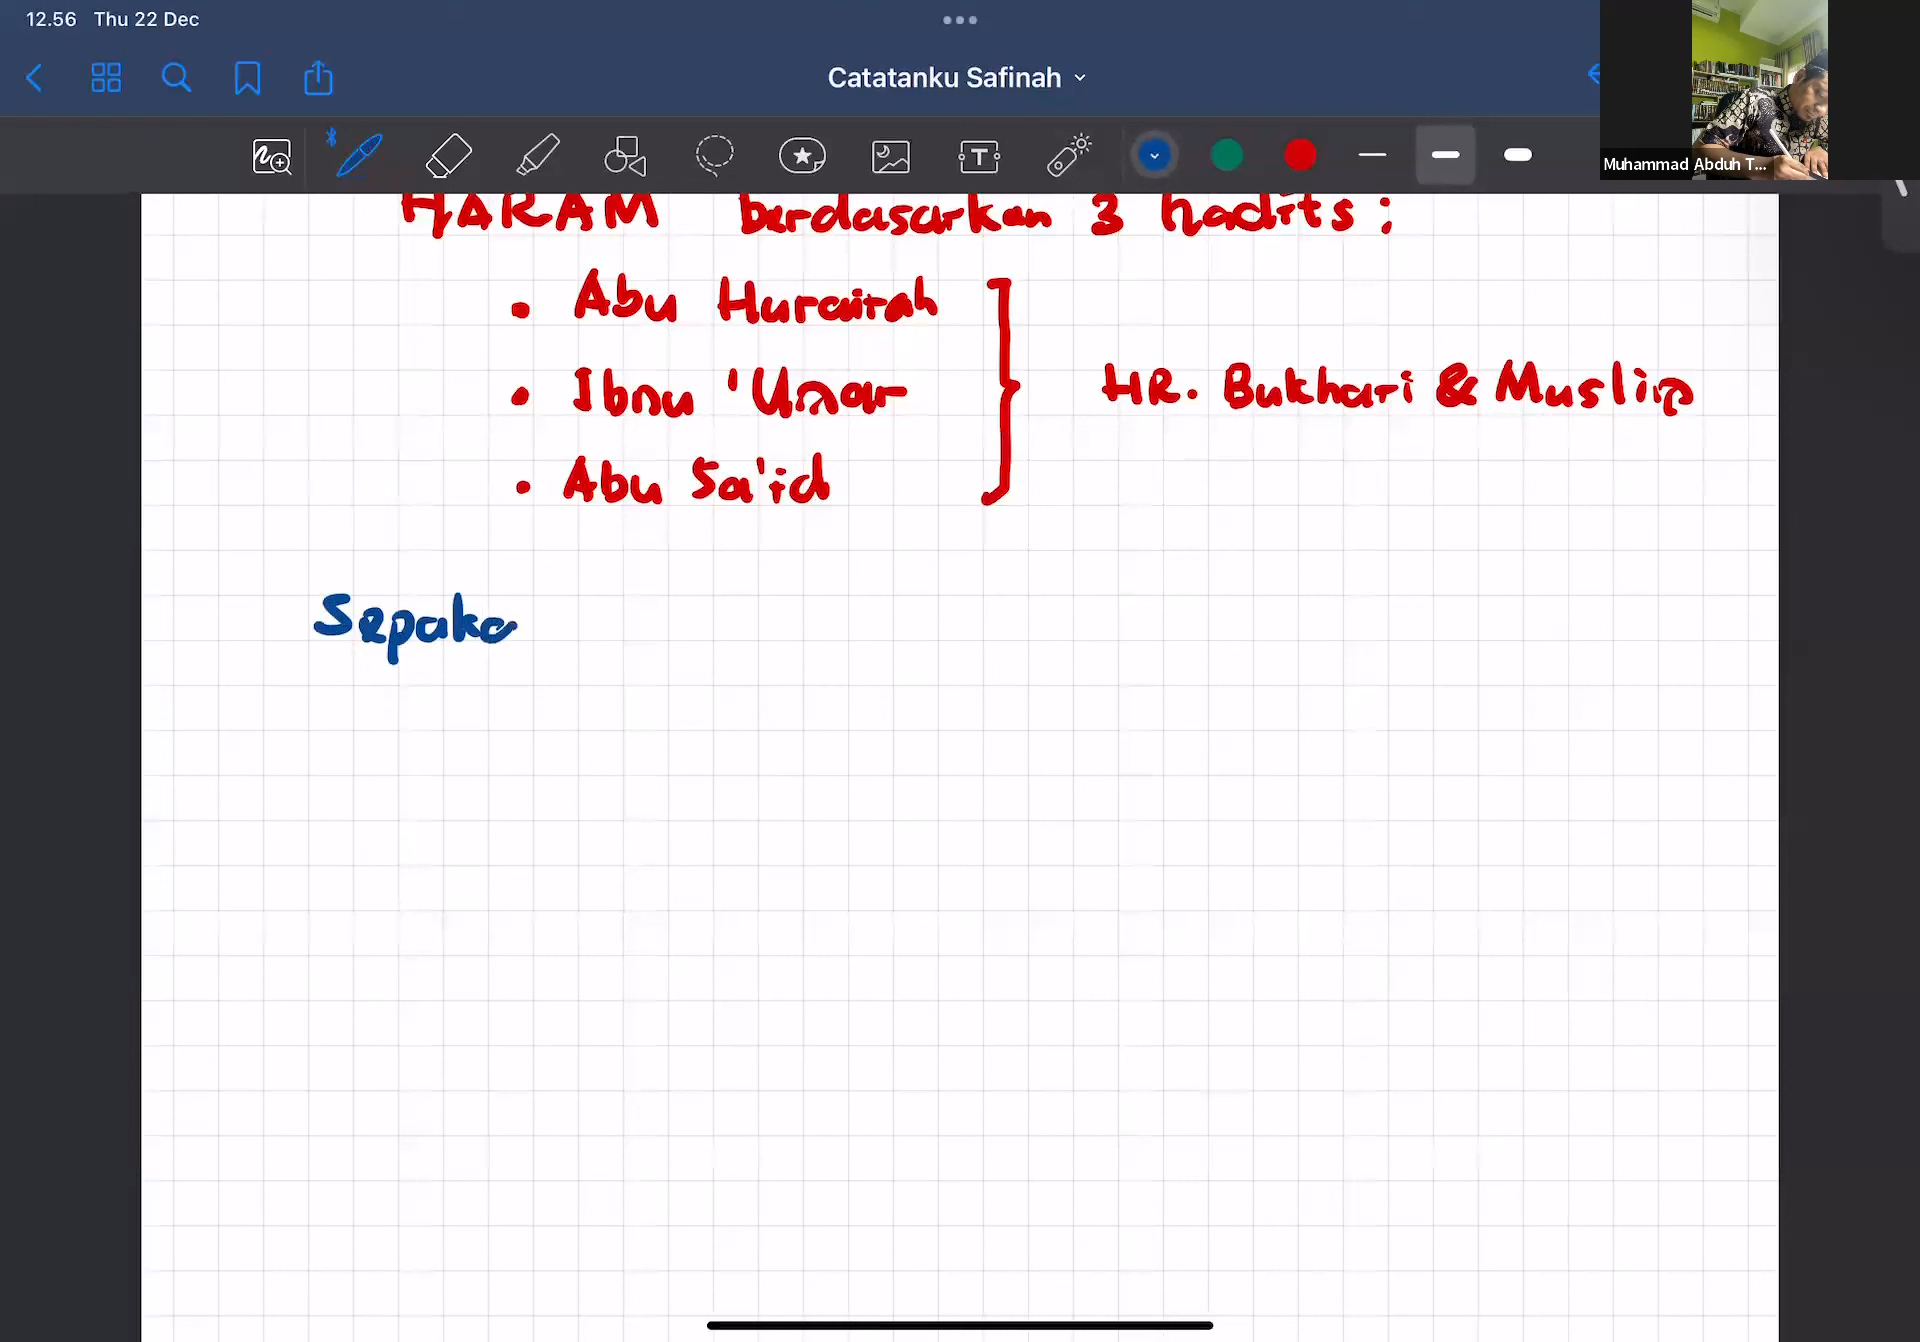 12.56 Thu 22 Dec
Catatanku Safinah
Muhammad Abduh T...
HARAM berdasarkan 3 hadits :
• Abu Hurairah
• Ibnu 'Umar
• Abu Sa'id
HR. Bukhari & Muslim
Sepaka